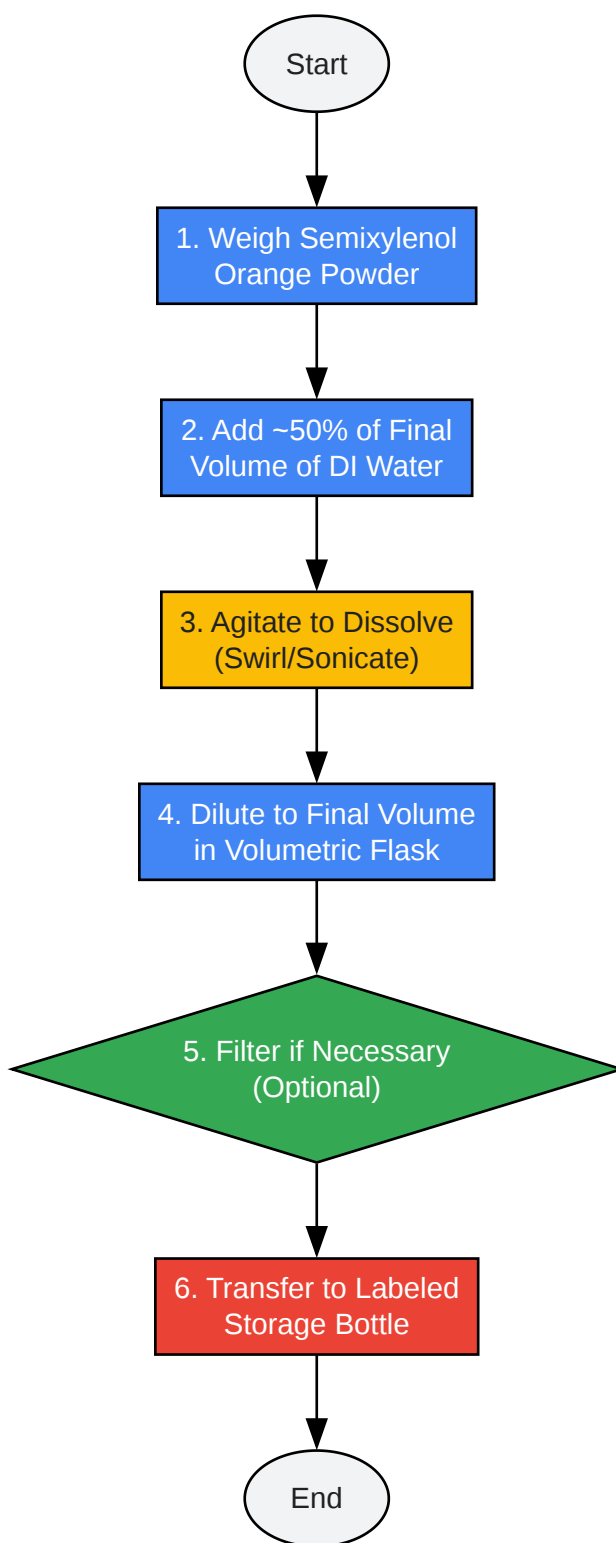 Start
1. Weigh Semixylenol
Orange Powder
2. Add ~50% of Final
Volume of DI Water
3. Agitate to Dissolve
(Swirl/Sonicate)
4. Dilute to Final Volume
in Volumetric Flask
5. Filter if Necessary
(Optional)
6. Transfer to Labeled
Storage Bottle
End